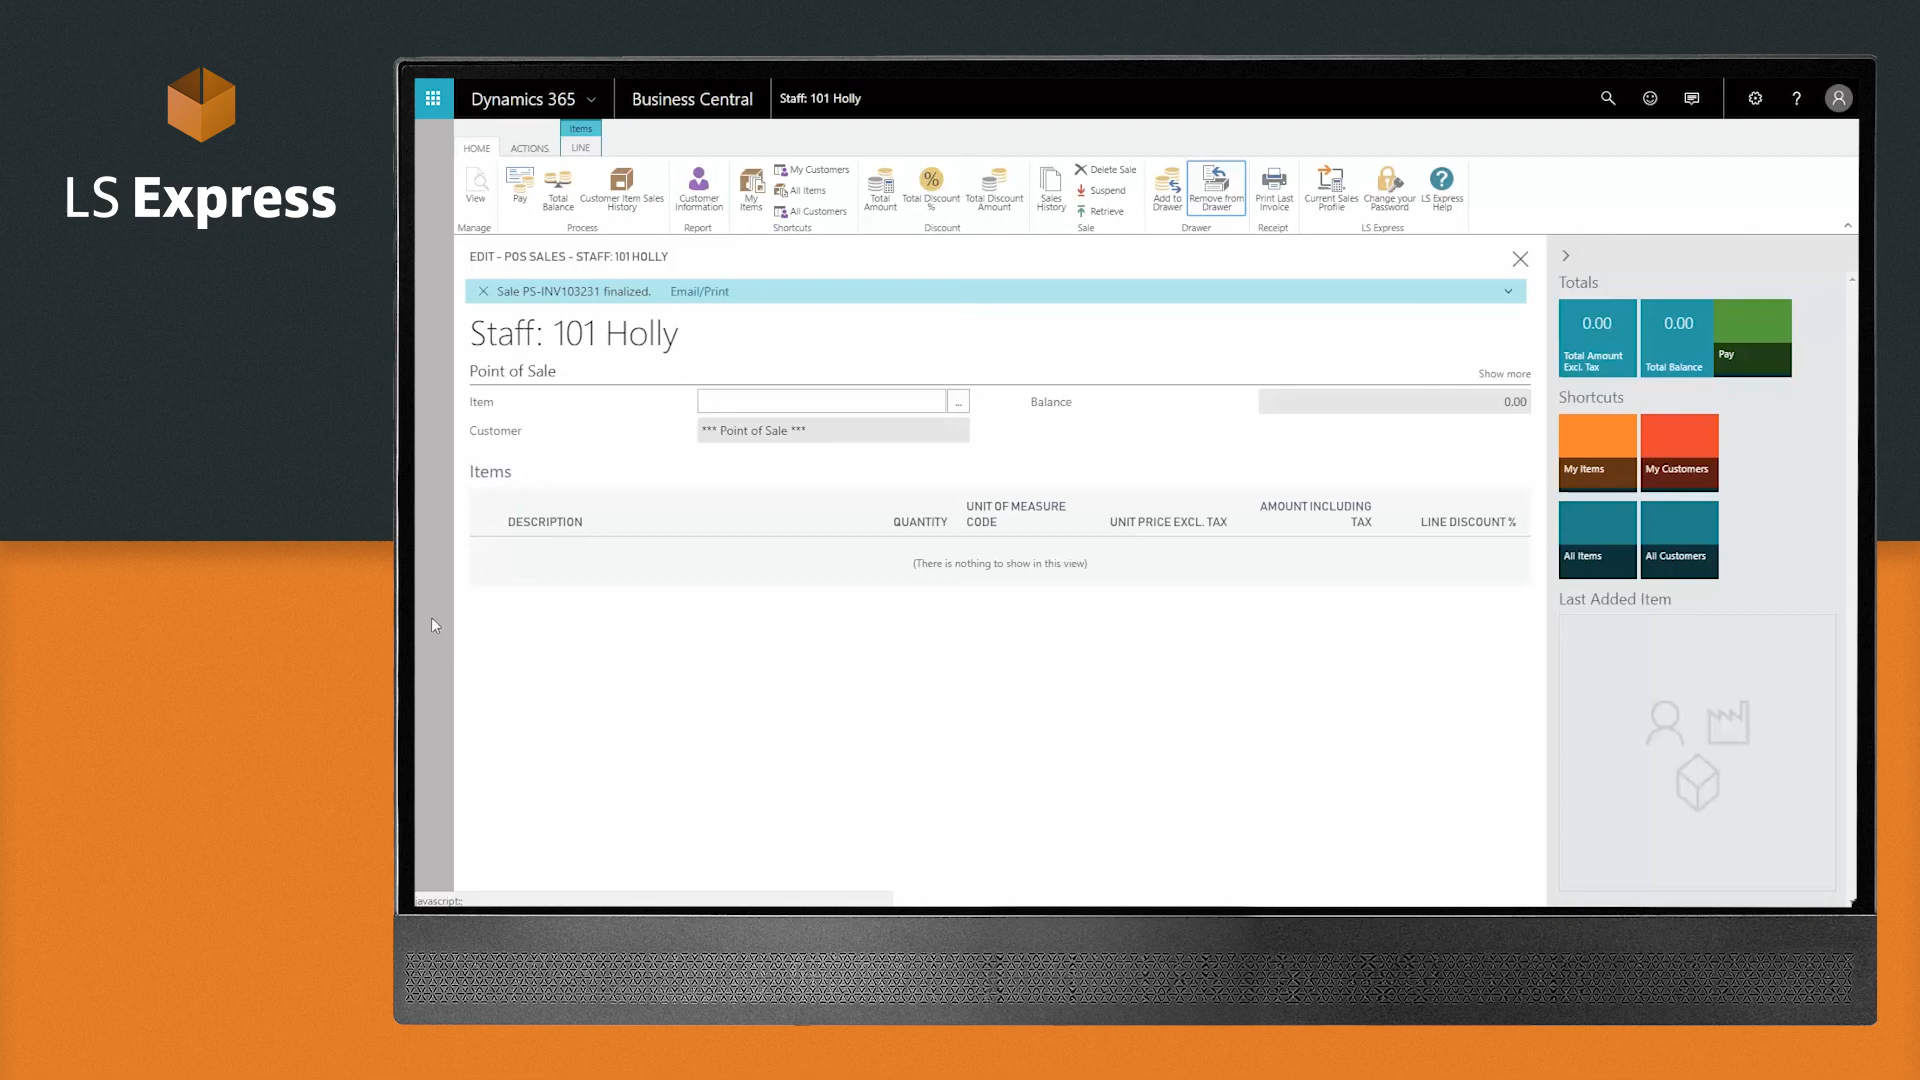 LS Express
Dynamics 365
Business Central
Staff: 101 Holly
Items
HOME
ACTIONS
LINE
View
Pay
Total
Balance
Customer Item Sales
History
Customer
Information
My
Items
My Customers
All Items
All Customers
Total
Amount
Total Discount
%
Total Discount
Amount
Sales
History
Delete Sale
Suspend
Retrieve
Add to
Drawer
Remove from
Drawer
Print Last
Invoice
Current Sales
Profile
Change your
Password
LS Express
Help
Manage
Process
Report
Shortcuts
Discount
Sale
Drawer
Receipt
LS Express
EDIT - POS SALES - STAFF: 101 HOLLY
Sale PS-INV103231 finalized. Email/Print
Staff: 101 Holly
Point of Sale
Show more
Item
...
Balance
0.00
Customer
*** Point of Sale ***
Items
DESCRIPTION
QUANTITY
UNIT OF MEASURE
CODE
UNIT PRICE EXCL. TAX
AMOUNT INCLUDING
TAX
LINE DISCOUNT %
(There is nothing to show in this view)
Totals
0.00
Total Amount
Excl. Tax
0.00
Total Balance
Pay
Shortcuts
My Items
My Customers
All Items
All Customers
Last Added Item
javascript:;